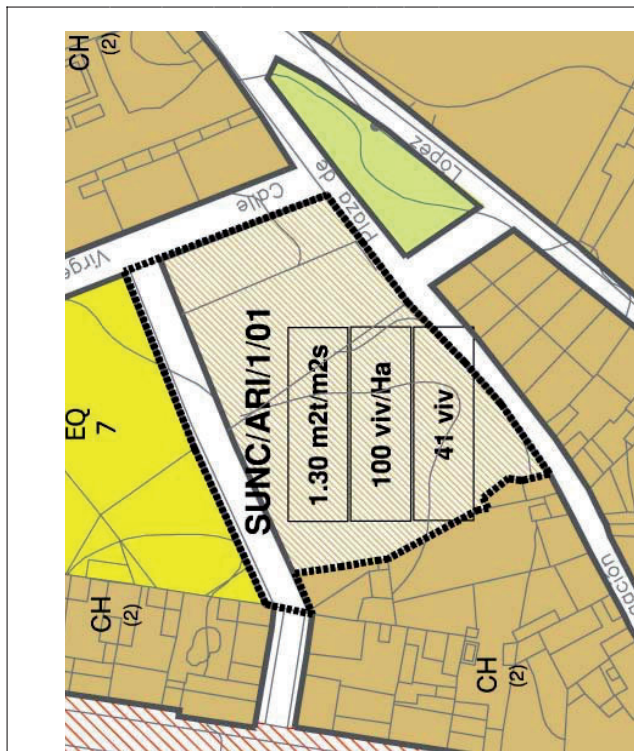 CH
(2)
Lopez
Plaza de
Calle
Virge
EQ
7
SUNC/ARI/1/01
1.30 m2t/m2s
100 viv/Ha
41 viv
CH
(2)
CH
(2)
nacion